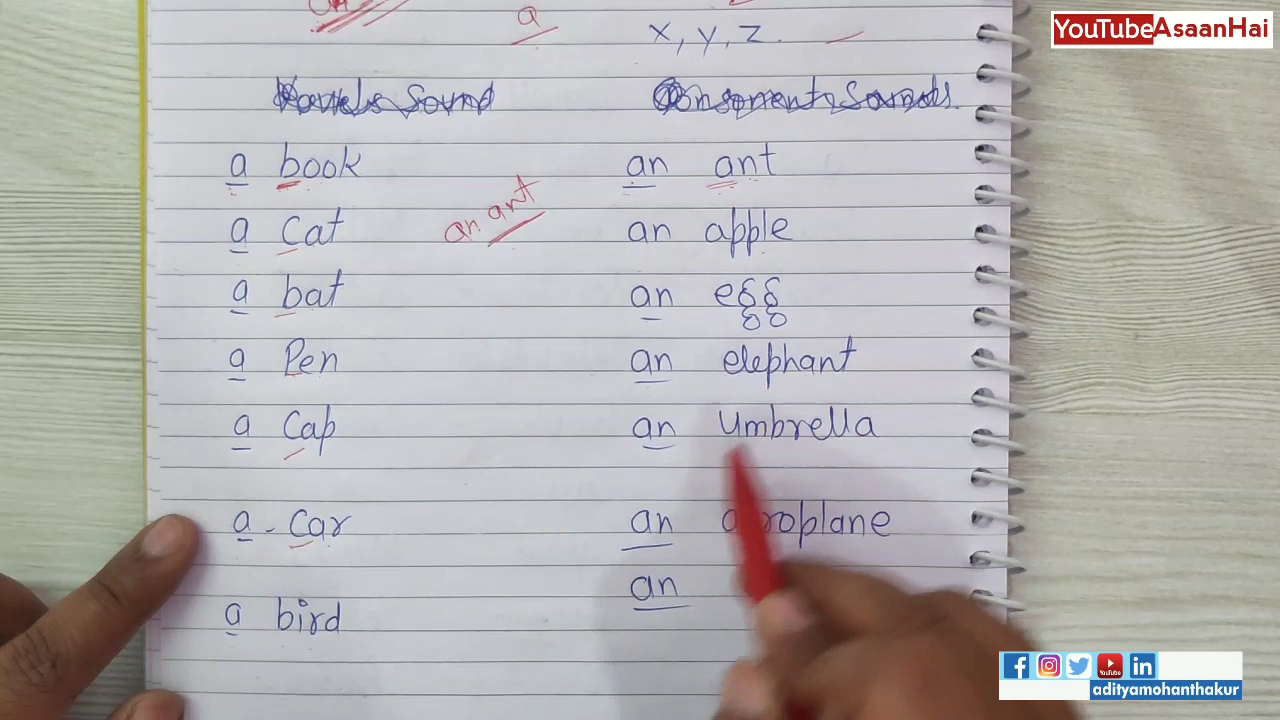 a
x, y, z.
YouTubeAsaanHai
a book an ant
an ant
a Cat an apple
a bat an egg
a Pen an elephant
a Cap an Umbrella
a - Car an
an
a bird
adityamohanthakur